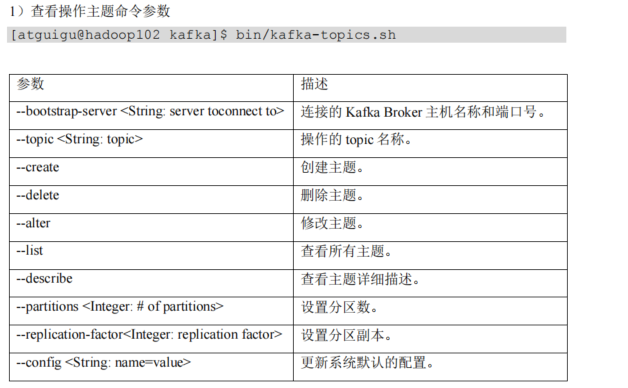 1）查看操作主题命令参数
[atguigu@hadoop102 kafka]$ bin/kafka-topics.sh
参数 描述
--bootstrap-server <String: server toconnect to> 连接的 Kafka Broker 主机名称和端口号。
--topic <String: topic> 操作的 topic 名称。
--create 创建主题。
--delete 删除主题。
--alter 修改主题。
--list 查看所有主题。
--describe 查看主题详细描述。
--partitions <Integer: # of partitions> 设置分区数。
--replication-factor<Integer: replication factor> 设置分区副本。
--config <String: name=value> 更新系统默认的配置。